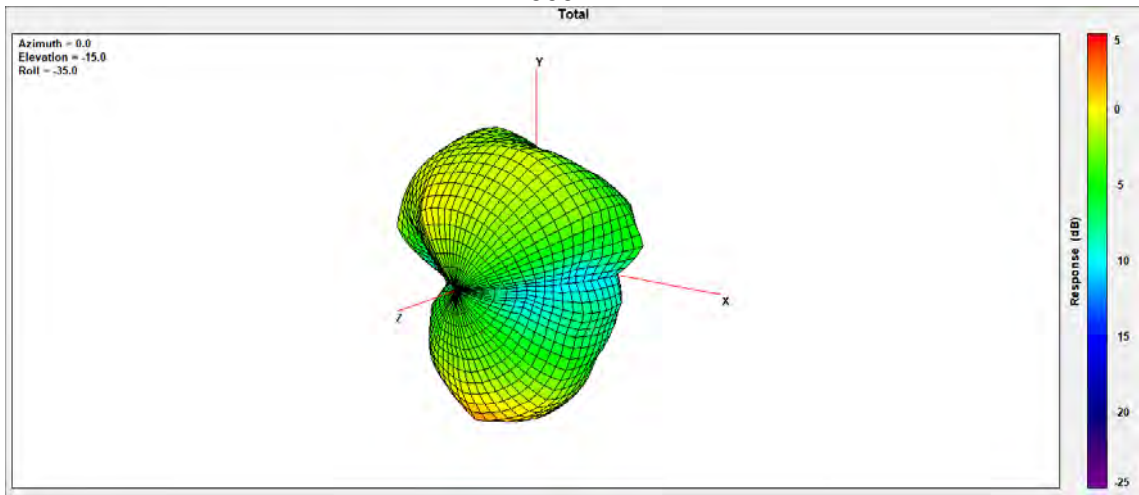 Total
Azimuth = 0.0
Elevation = -15.0
Roll = -35.0
Y
X
Z
5
0
-5
10
-15
-20
-25
Response (dB)